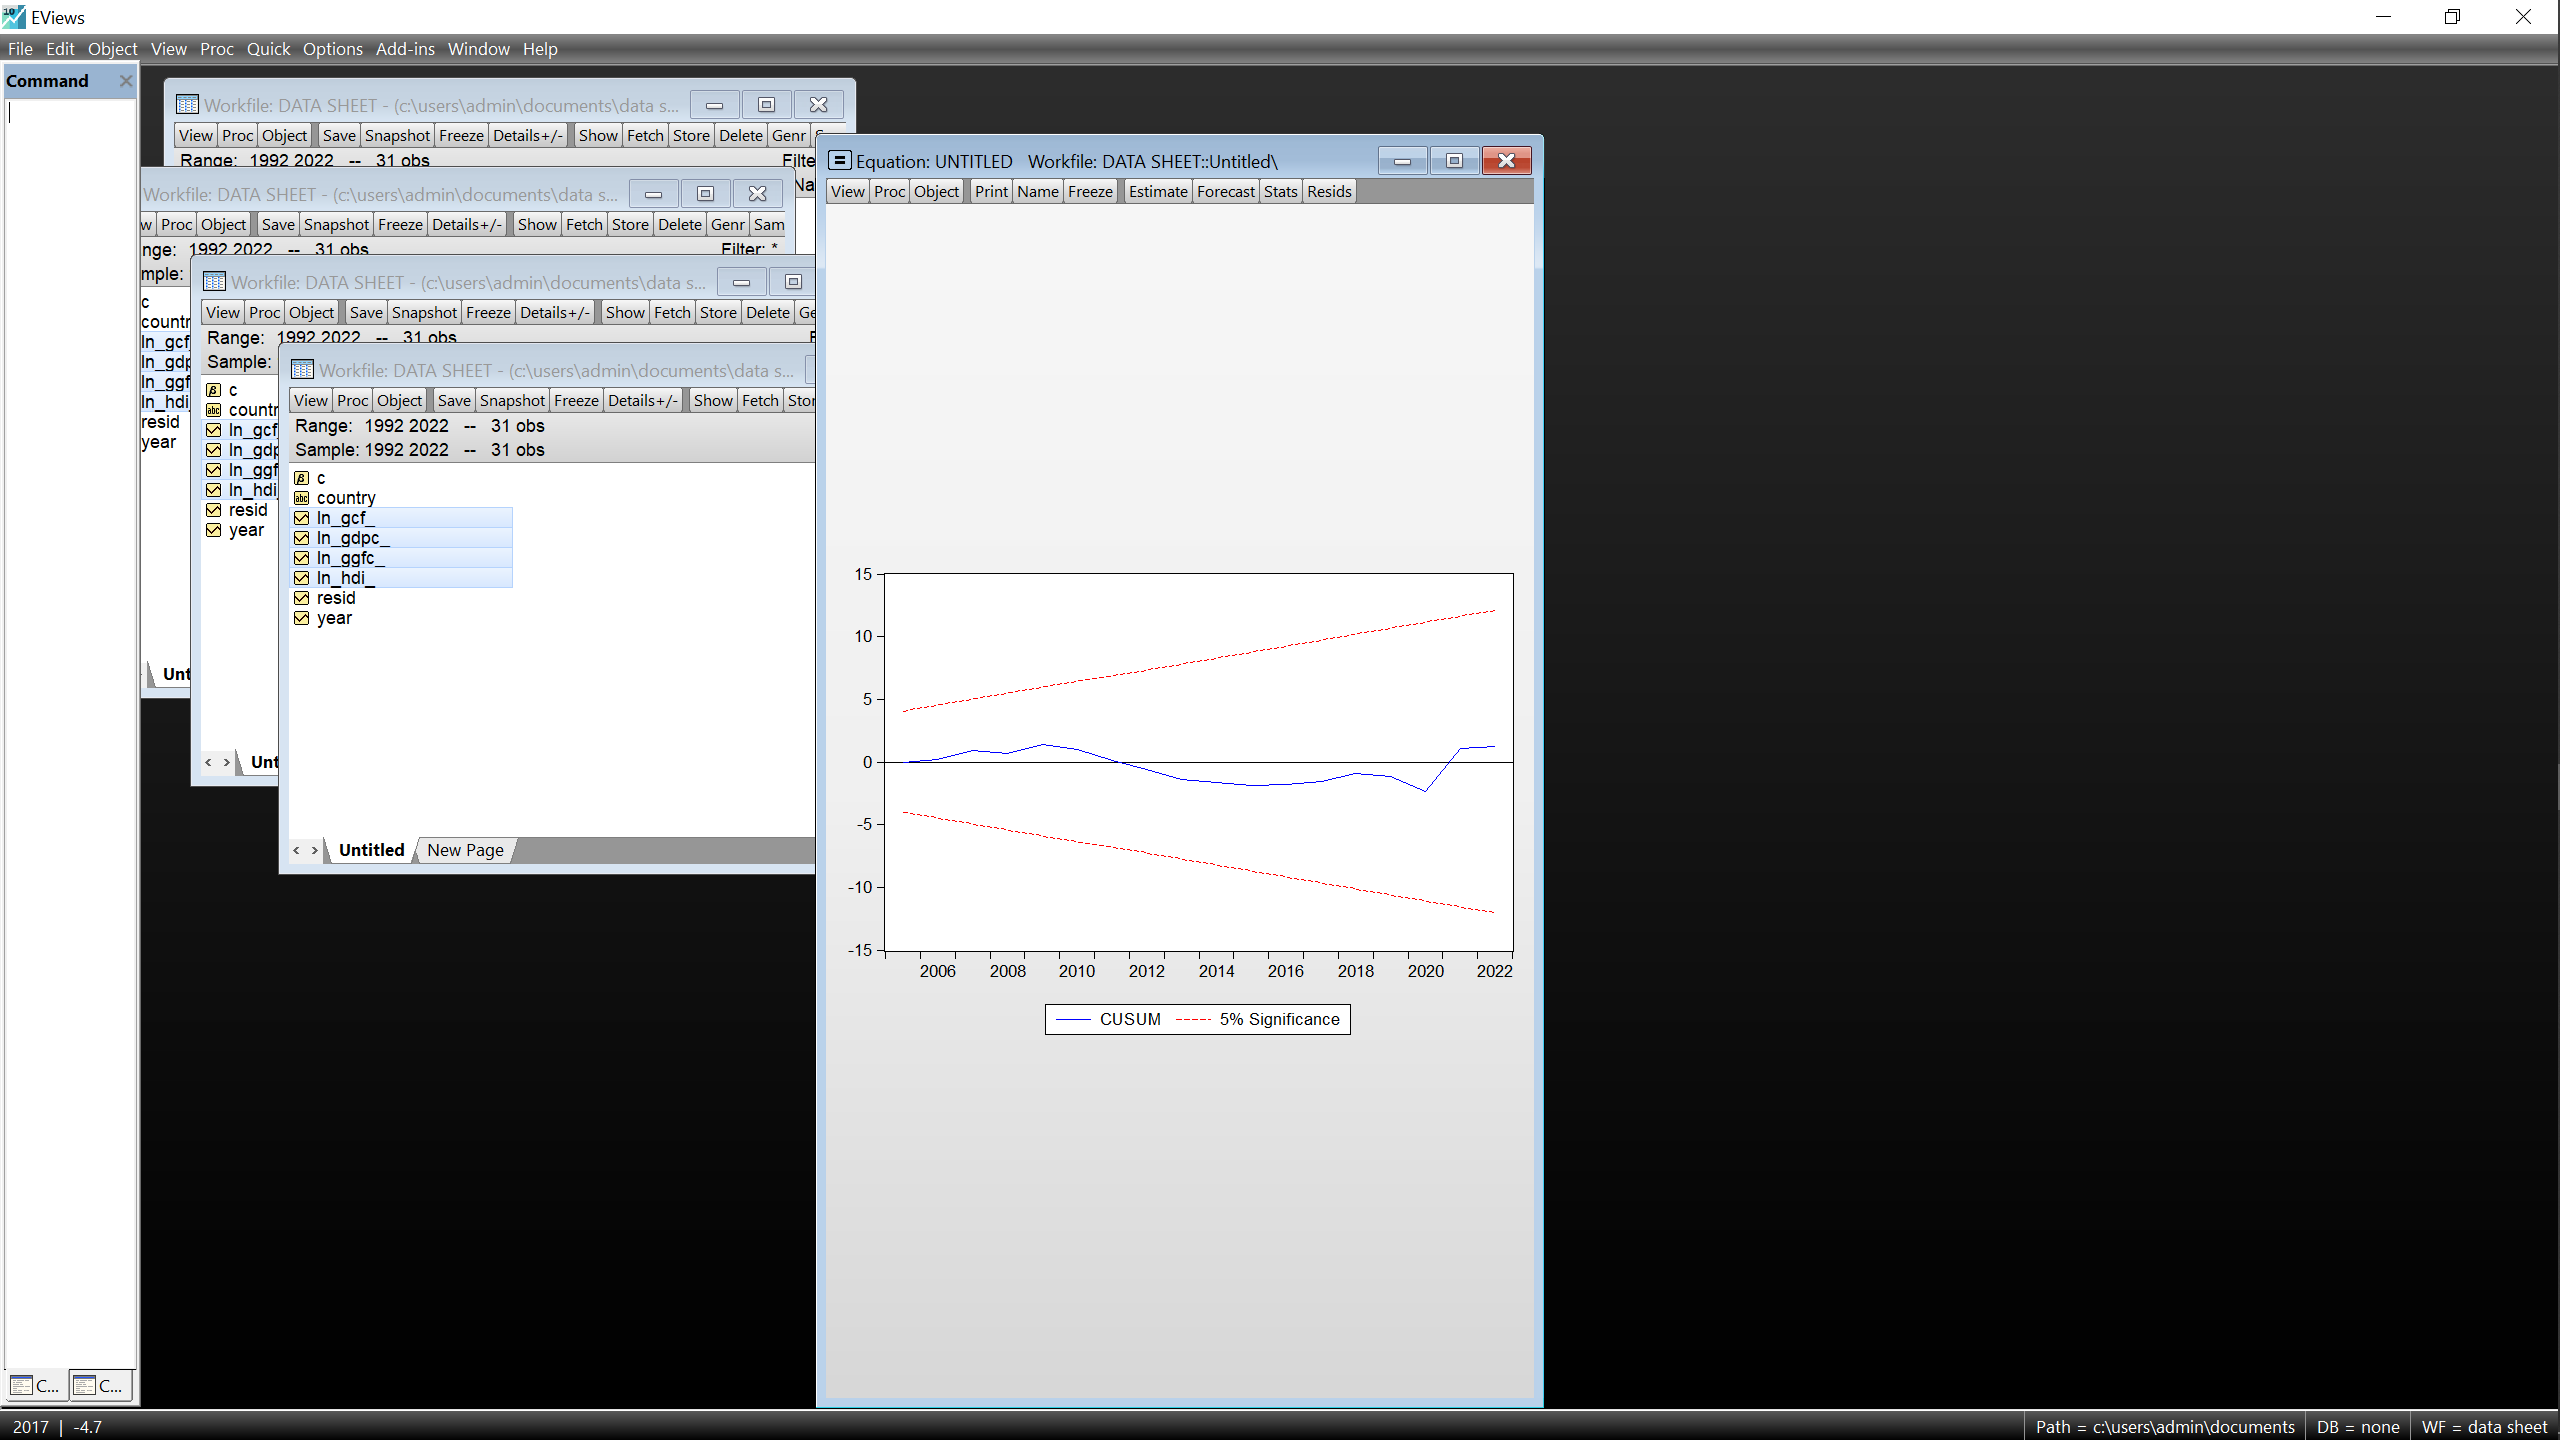 EViews
File Edit Object View Proc Quick Options Add-ins Window Help
Command
Workfile: DATA SHEET - (c:\users\admin\documents\data s...
View Proc Object Save Snapshot Freeze Details+/- Show Fetch Store Delete Genr
Range: 1992 2022 -- 31 obs
Workfile: DATA SHEET - (c:\users\admin\documents\data s...
Proc Object Save Snapshot Freeze Details+/- Show Fetch Store Delete Genr Sam
1992 2022 -- 31 obs Filter: *
c
resid
year
Workfile: DATA SHEET - (c:\users\admin\documents\data s...
View Proc Object Save Snapshot Freeze Details+/- Show Fetch Store Delete
Range: 1992 2022 -- 31 obs
Sample:
c
resid
year
Workfile: DATA SHEET - (c:\users\admin\documents\data s...
View Proc Object Save Snapshot Freeze Details+/- Show Fetch
Range: 1992 2022 -- 31 obs
Sample: 1992 2022 -- 31 obs
c
country
ln_gcf_
ln_gdpc_
ln_ggfc_
ln_hdi_
resid
year
Untitled New Page
Equation: UNTITLED Workfile: DATA SHEET::Untitled\
View Proc Object Print Name Freeze Estimate Forecast Stats Resids
15
10
5
0
-5
-10
-15
2006 2008 2010 2012 2014 2016 2018 2020 2022
CUSUM 5% Significance
C... C...
2017 | -4.7
Path = c:\users\admin\documents DB = none WF = data sheet